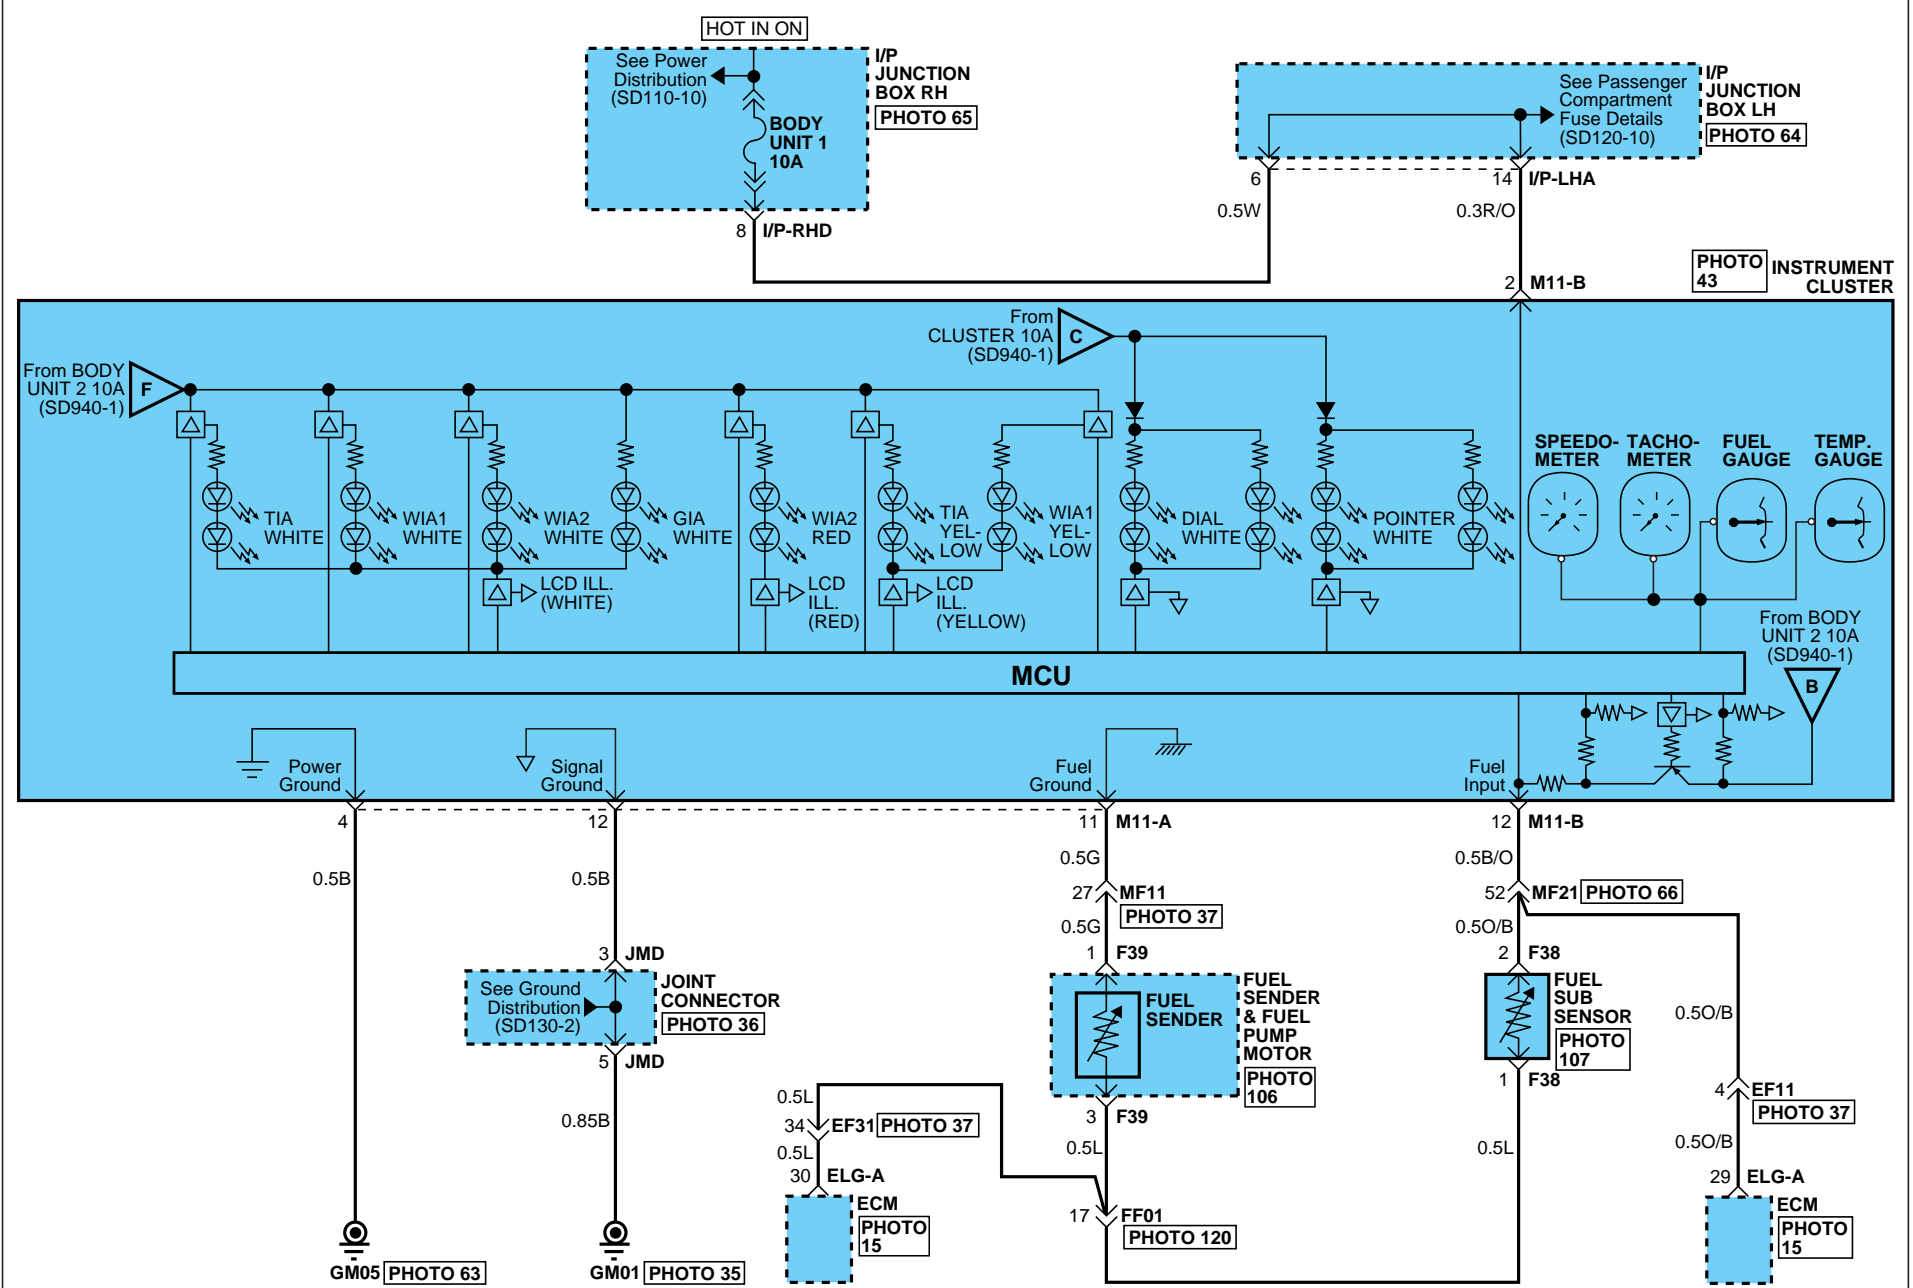 HOT IN ON
See Power
Distribution
(SD110-10)
BODY
UNIT 1
10A
I/P
JUNCTION
BOX RH
PHOTO 65
8 I/P-RHD
See Passenger
Compartment
Fuse Details
(SD120-10)
I/P
JUNCTION
BOX LH
PHOTO 64
6
14 I/P-LHA
0.5W
0.3R/O
2 M11-B
PHOTO
43
INSTRUMENT
CLUSTER
From
CLUSTER 10A
(SD940-1)
C
From BODY
UNIT 2 10A
(SD940-1)
F
TIA
WHITE
WIA1
WHITE
WIA2
WHITE
GIA
WHITE
WIA2
RED
TIA
YEL-
LOW
WIA1
YEL-
LOW
DIAL
WHITE
POINTER
WHITE
SPEEDO-
METER
TACHO-
METER
FUEL
GAUGE
TEMP.
GAUGE
LCD ILL.
(WHITE)
LCD
ILL.
(RED)
LCD
ILL.
(YELLOW)
From BODY
UNIT 2 10A
(SD940-1)
B
MCU
Power
Ground
Signal
Ground
Fuel
Ground
Fuel
Input
4
12
11 M11-A
12 M11-B
0.5B
0.5B
0.5G
0.5B/O
27 MF11
PHOTO 37
52 MF21 PHOTO 66
0.5G
0.5O/B
3 JMD
1 F39
2 F38
See Ground
Distribution
(SD130-2)
JOINT
CONNECTOR
PHOTO 36
5 JMD
0.85B
FUEL
SENDER
FUEL
SENDER
& FUEL
PUMP
MOTOR
PHOTO
106
FUEL
SUB
SENSOR
PHOTO
107
0.5O/B
3 F39
1 F38
4 EF11
PHOTO 37
0.5L
34 EF31 PHOTO 37
0.5L
30 ELG-A
ECM
PHOTO
15
0.5L
0.5L
0.5O/B
29 ELG-A
ECM
PHOTO
15
17 FF01
PHOTO 120
GM05 PHOTO 63
GM01 PHOTO 35